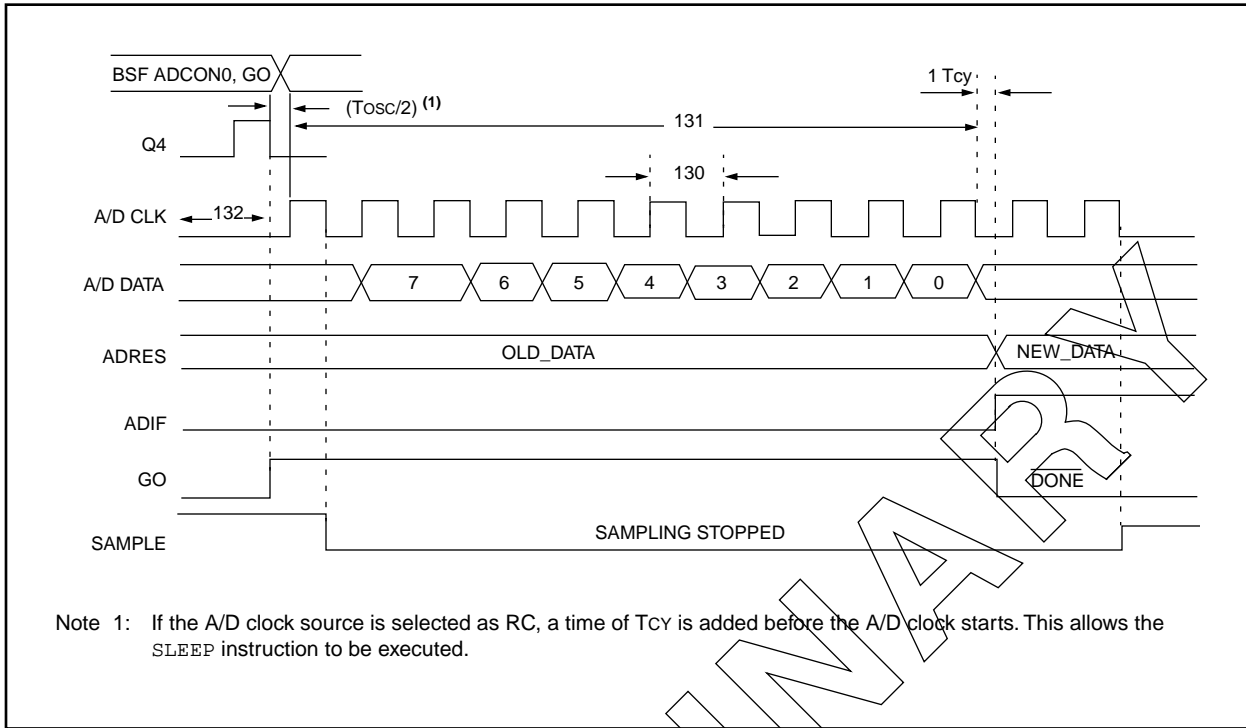 BSF ADCON0, GO
(TOSC/2) (1)
1 Tcy
131
Q4
130
A/D CLK
132
A/D DATA
7 6 5 4 3 2 1 0
ADRES
OLD_DATA
NEW_DATA
ADIF
GO
DONE
SAMPLE
SAMPLING STOPPED
Note 1: If the A/D clock source is selected as RC, a time of TCY is added before the A/D clock starts. This allows the
SLEEP instruction to be executed.
INARY